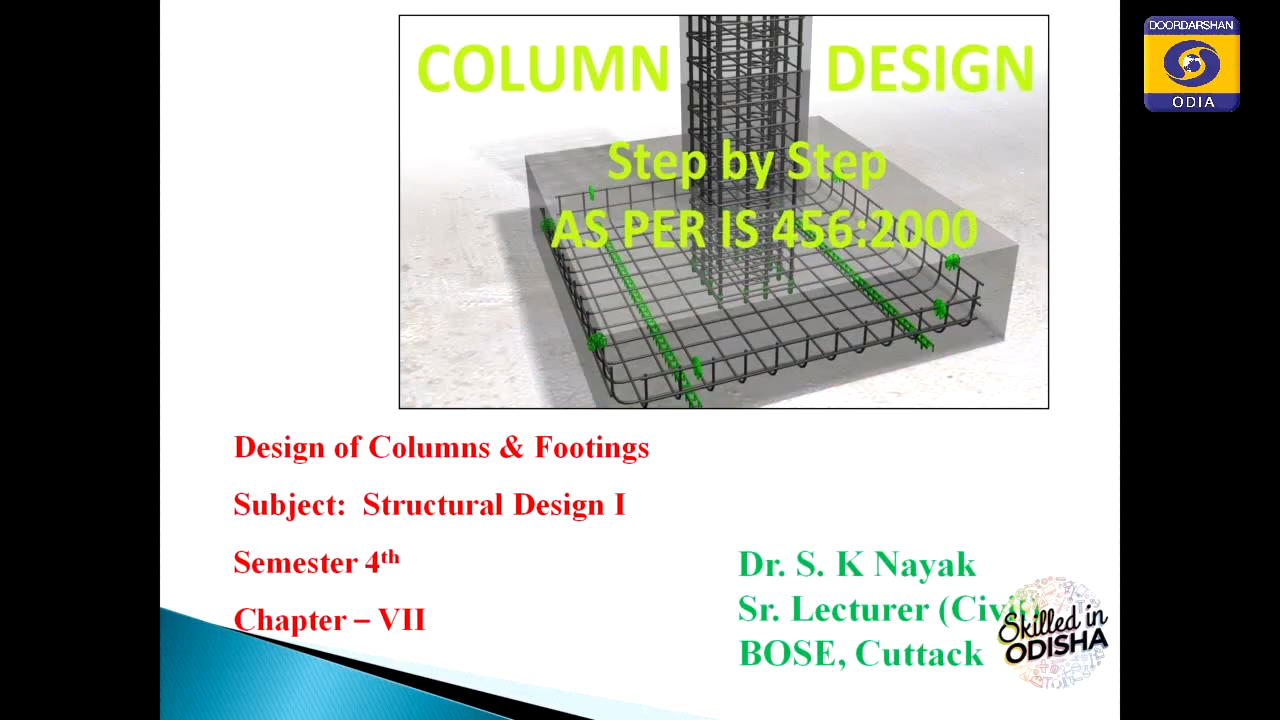 COLUMN DESIGN
Step by Step
AS PER IS 456:2000
DOORDARSHAN
ODIA
Design of Columns & Footings
Subject: Structural Design I
Semester 4th
Chapter – VII
Dr. S. K Nayak
Sr. Lecturer (Civil)
BOSE, Cuttack
Skilled in
ODISHA